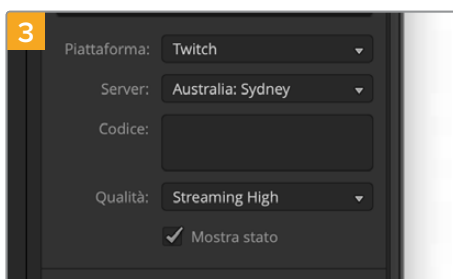 3
Piattaforma: Twitch
Server: Australia: Sydney
Codice:
Qualità: Streaming High
Mostra stato